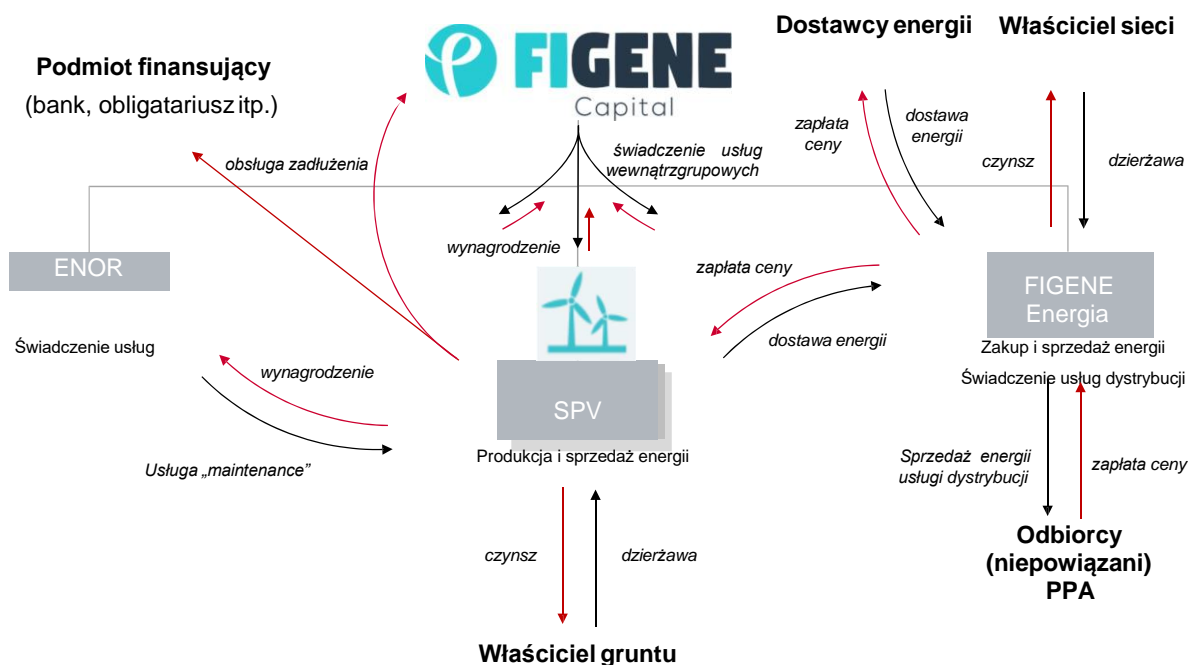 Podmiot finansujący
(bank, obligatariusz itp.)
FIGENE
Capital
Dostawcy energii
Właściciel sieci
obsługa zadłużenia
świadczenie usług
wewnątrzgrupowych
zapłata
ceny
dostawa
energii
czynsz
dzierżawa
wynagrodzenie
ENOR
Świadczenie usług
zapłata ceny
dostawa energii
FIGENE
Energia
Zakup i sprzedaż energii
Świadczenie usług dystrybucji
wynagrodzenie
Usługa „maintenance”
SPV
Produkcja i sprzedaż energii
Sprzedaż energii
usługi dystrybucji
zapłata ceny
czynsz
dzierżawa
Odbiorcy
(niepowiązani)
PPA
Właściciel gruntu